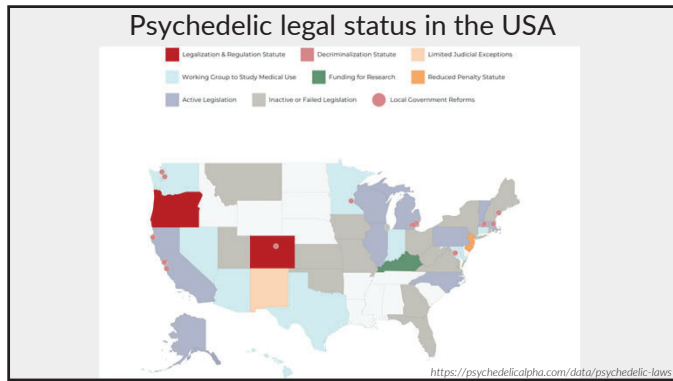 Psychedelic legal status in the USA
Legalization & Regulation Statute
Decriminalization Statute
Limited Judicial Exceptions
Working Group to Study Medical Use
Funding for Research
Reduced Penalty Statute
Active Legislation
Inactive or Failed Legislation
Local Government Reforms
https://psychedelicalpha.com/data/psychedelic-laws